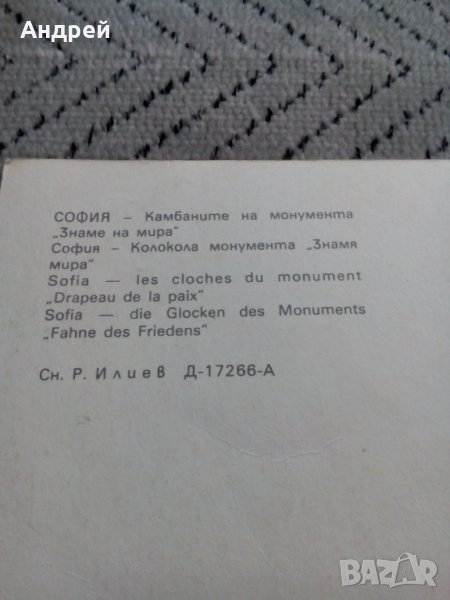 Андрей
СОФИЯ – Камбаните на монумента
„Знаме на мира"
София – Колокола монумента „Знамя
мира"
Sofia — les cloches du monument
„Drapeau de la paix"
Sofia — die Glocken des Monuments
„Fahne des Friedens"
Сн. Р. Илиев Д-17266-А
BAZAR